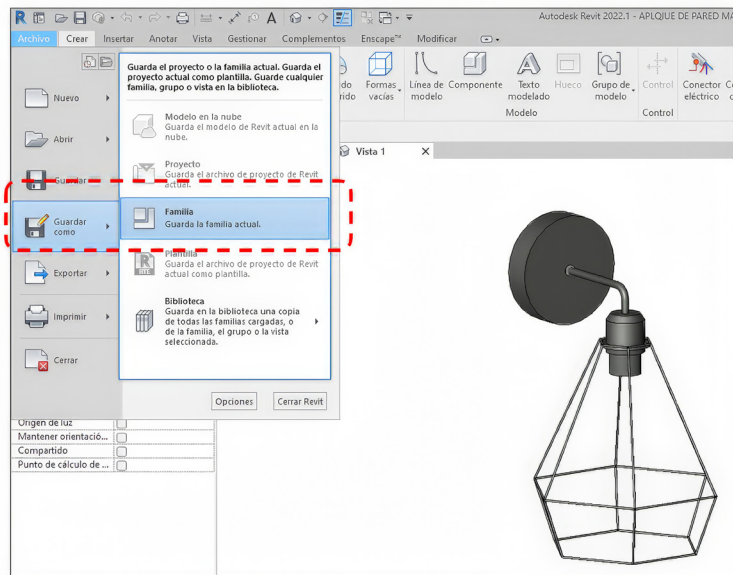 Autodesk Revit 2022.1 - APLQIUE DE PARED MA
Archivo Crear Insertar Anotar Vista Gestionar Complementos Enscape™ Modificar
Guarda el proyecto o la familia actual. Guarda el
proyecto actual como plantilla. Guarde cualquier
familia, grupo o vista en la biblioteca.
Nuevo
Abrir
Guardar
Guardar
como
Exportar
Imprimir
Cerrar
Modelo en la nube
Guarda el modelo de Revit actual en la
nube.
Proyecto
Guarda el archivo de proyecto de Revit
actual.
Familia
Guarda la familia actual.
Plantilla
Guarda el archivo de proyecto de Revit
actual como plantilla.
Biblioteca
Guarda en la biblioteca una copia
de todas las familias cargadas, o
de la familia, el grupo o la vista
seleccionada.
Opciones Cerrar Revit
Formas
vacías
Línea de
modelo
Componente
Texto
modelado
Hueco
Grupo de
modelo
Control
Conector
eléctrico
Modelo
Control
Vista 1
Origen de luz
Mantener orientació...
Compartido
Punto de cálculo de ...